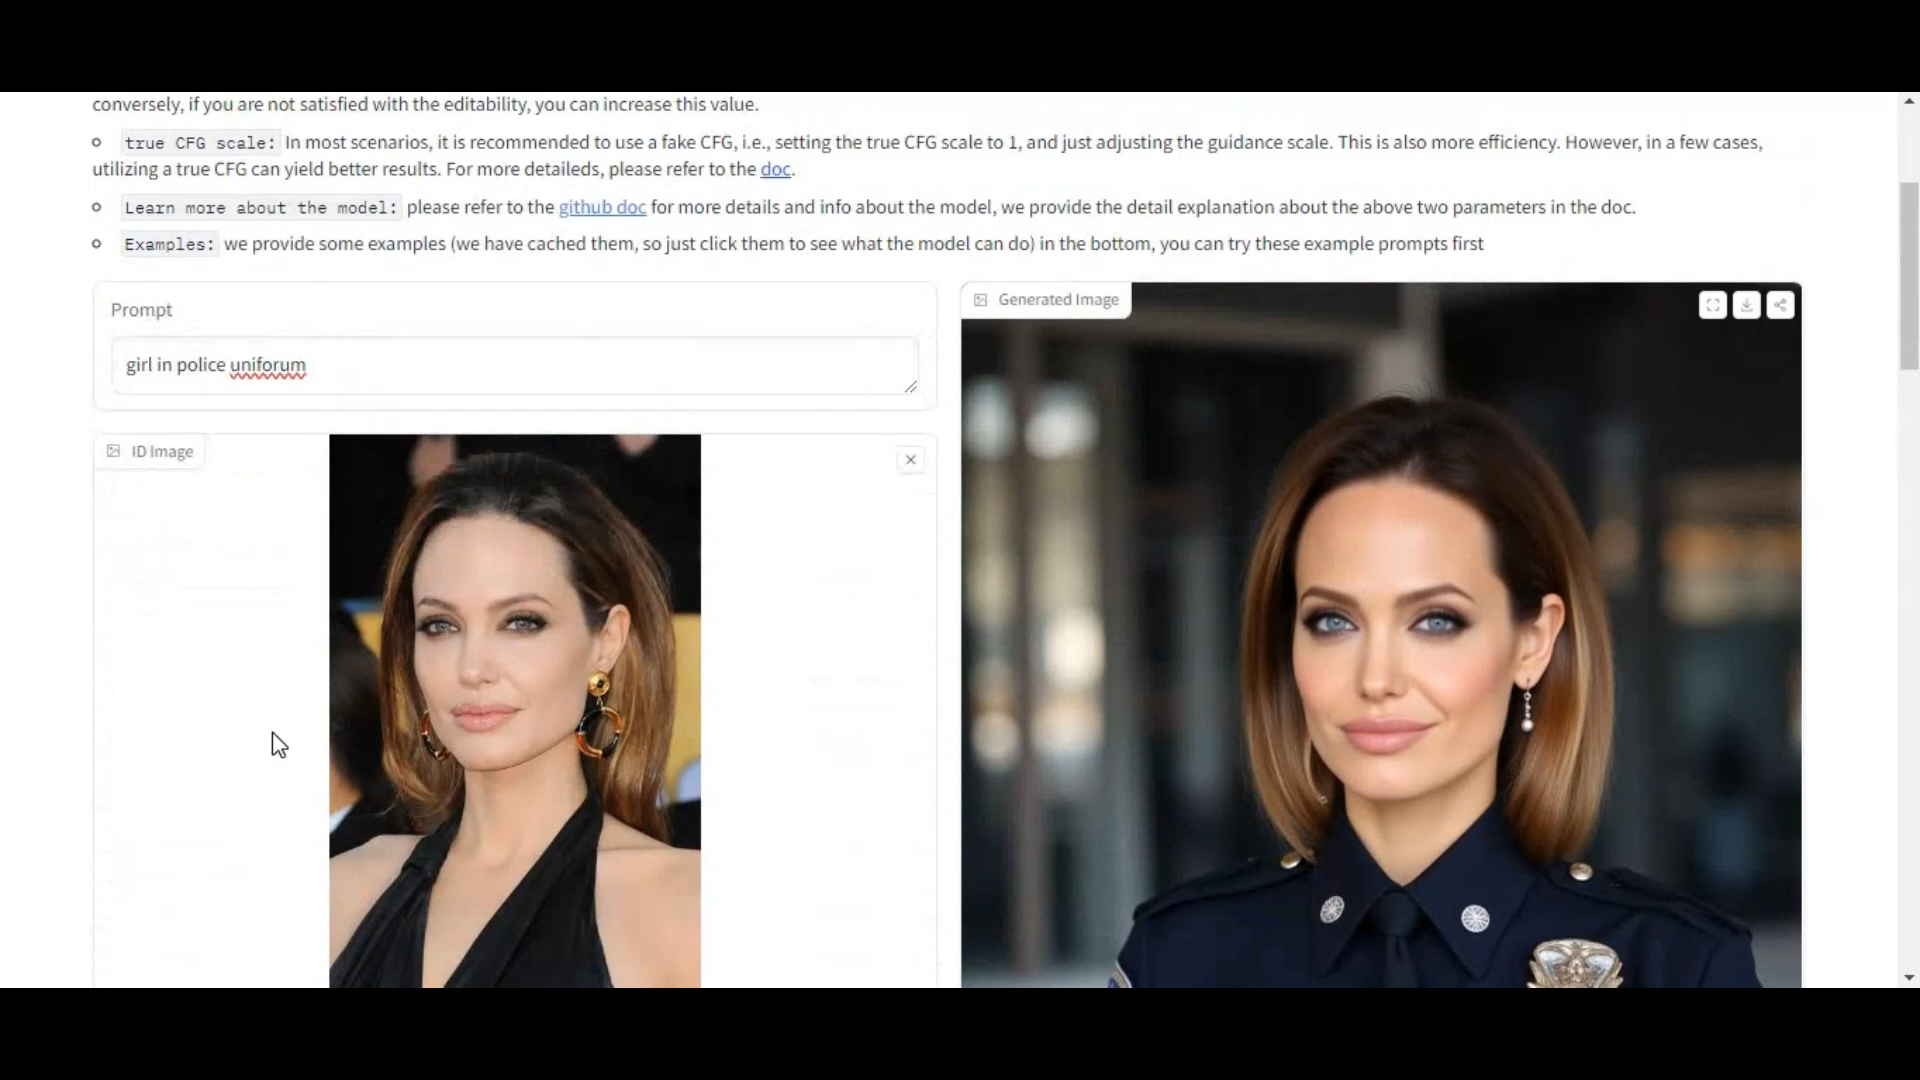 conversely, if you are not satisfied with the editability, you can increase this value.
true CFG scale: In most scenarios, it is recommended to use a fake CFG, i.e., setting the true CFG scale to 1, and just adjusting the guidance scale. This is also more efficiency. However, in a few cases,
utilizing a true CFG can yield better results. For more detaileds, please refer to the doc.
Learn more about the model: please refer to the github doc for more details and info about the model, we provide the detail explanation about the above two parameters in the doc.
Examples: we provide some examples (we have cached them, so just click them to see what the model can do) in the bottom, you can try these example prompts first
Prompt
girl in police uniforum
ID Image
Generated Image